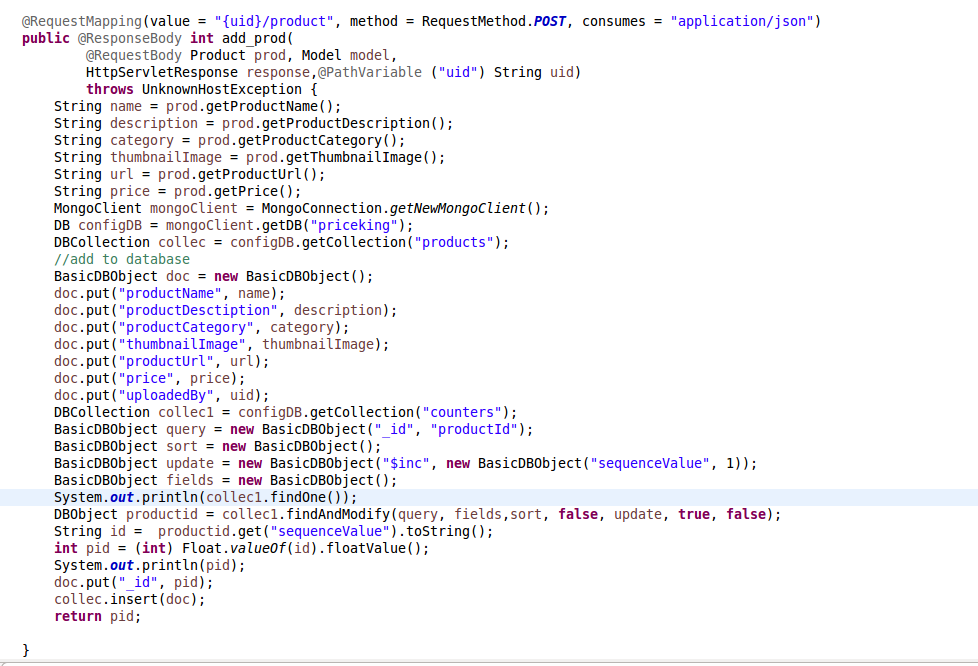 @RequestMapping(value = "{uid}/product", method = RequestMethod.POST, consumes = "application/json")
public @ResponseBody int add_prod(
@RequestBody Product prod, Model model,
HttpServletResponse response,@PathVariable ("uid") String uid)
throws UnknownHostException {
String name = prod.getProductName();
String description = prod.getProductDescription();
String category = prod.getProductCategory();
String thumbnailImage = prod.getThumbnailImage();
String url = prod.getProductUrl();
String price = prod.getPrice();
MongoClient mongoClient = MongoConnection.getNewMongoClient();
DB configDB = mongoClient.getDB("priceking");
DBCollection collec = configDB.getCollection("products");
//add to database
BasicDBObject doc = new BasicDBObject();
doc.put("productName", name);
doc.put("productDesctiption", description);
doc.put("productCategory", category);
doc.put("thumbnailImage", thumbnailImage);
doc.put("productUrl", url);
doc.put("price", price);
doc.put("uploadedBy", uid);
DBCollection collec1 = configDB.getCollection("counters");
BasicDBObject query = new BasicDBObject("_id", "productId");
BasicDBObject sort = new BasicDBObject();
BasicDBObject update = new BasicDBObject("$inc", new BasicDBObject("sequenceValue", 1));
BasicDBObject fields = new BasicDBObject();
System.out.println(collec1.findOne());
DBObject productid = collec1.findAndModify(query, fields,sort, false, update, true, false);
String id =  productid.get("sequenceValue").toString();
int pid = (int) Float.valueOf(id).floatValue();
System.out.println(pid);
doc.put("_id", pid);
collec.insert(doc);
return pid;
}